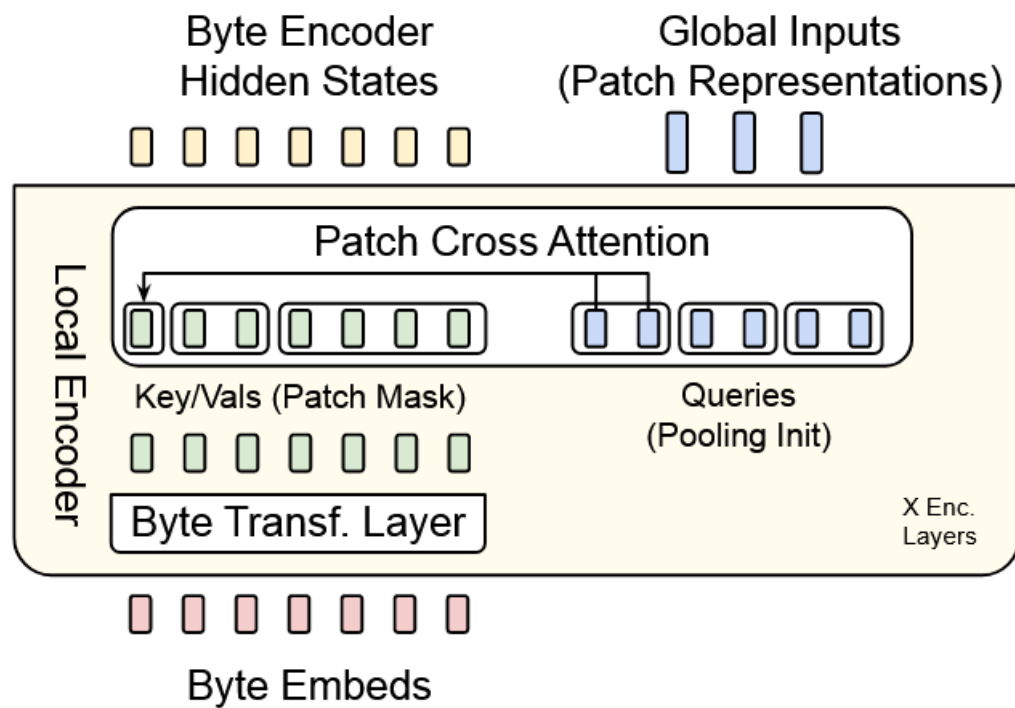 Byte Encoder
Hidden States
Global Inputs
(Patch Representations)
Local Encoder
Patch Cross Attention
Key/Vals (Patch Mask)
Queries
(Pooling Init)
Byte Transf. Layer
X Enc.
Layers
Byte Embeds